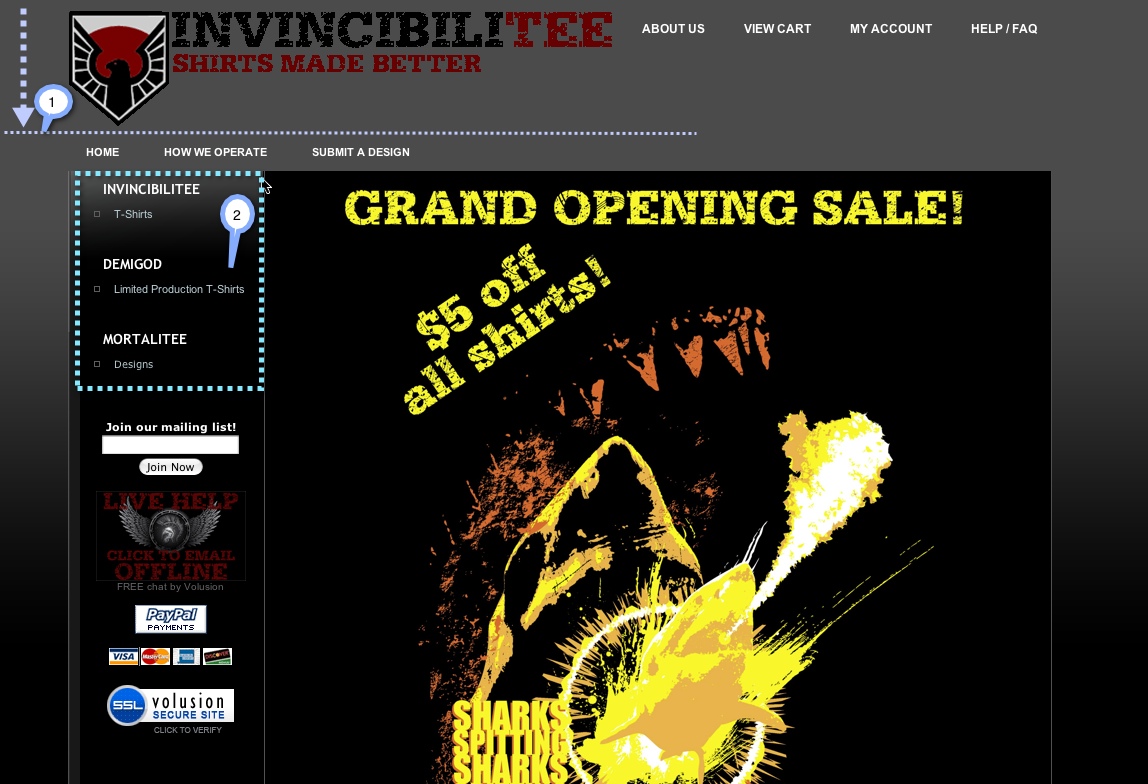 INVINCIBILITEE
SHIRTS MADE BETTER
ABOUT US
VIEW CART
MY ACCOUNT
HELP / FAQ
1
HOME
HOW WE OPERATE
SUBMIT A DESIGN
INVINCIBILITEE
T-Shirts
2
DEMIGOD
Limited Production T-Shirts
MORTALITEE
Designs
Join our mailing list!
Join Now
LIVE HELP
CLICK TO EMAIL
OFFLINE
FREE chat by Volusion
PayPal
PAYMENTS
VISA
MasterCard
DISCOVER
SSL
volusion
SECURE SITE
CLICK TO VERIFY
GRAND OPENING SALE!
$5 off
all shirts!
SHARKS
SPITTING
SHARKS